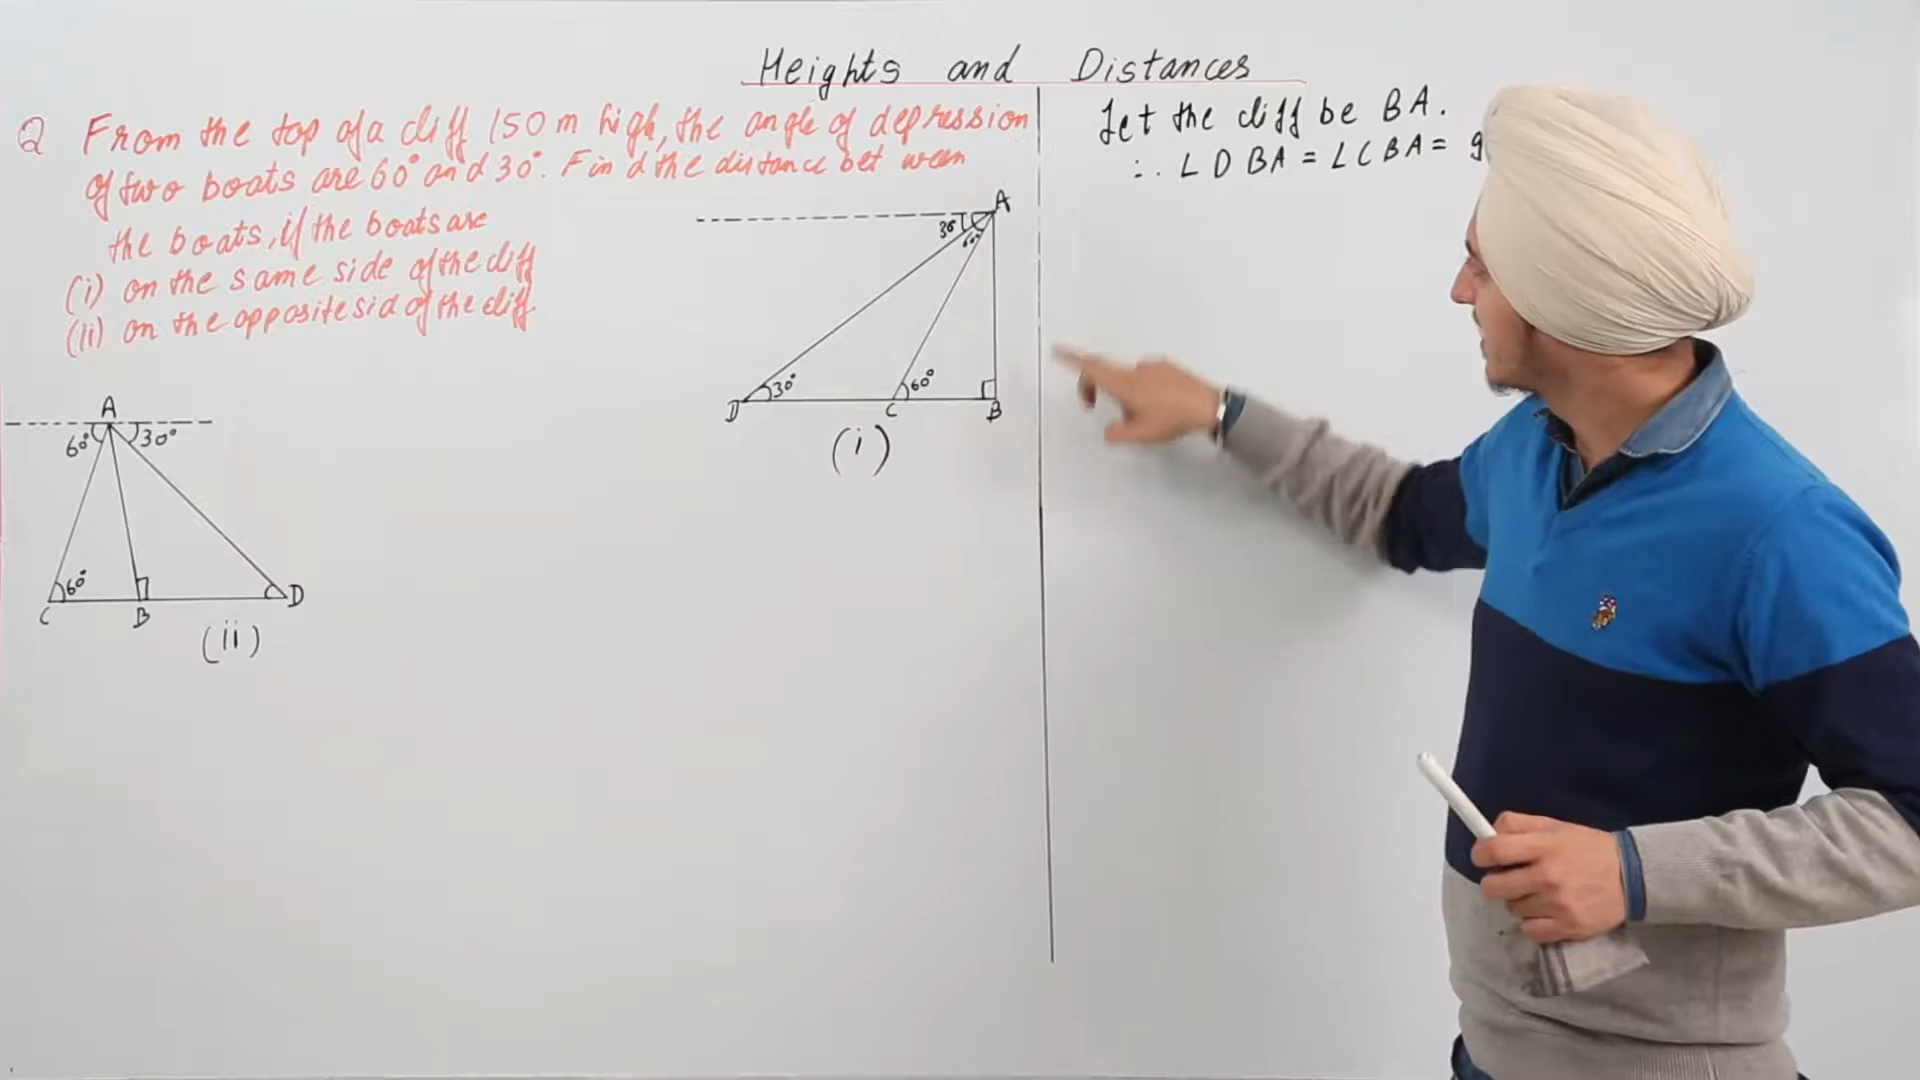 Heights and Distances
Q From the top of a cliff 150 m high, the angle of depression
of two boats are 60° and 30°. Find the distance between
the boats, if the boats are
(i) on the same side of the cliff
(ii) on the opposite sid of the cliff.
Let the cliff be BA.
∴ ∠DBA = ∠CBA = 9
A
30°
60°
D
30°
C
60°
B
(i)
A
60°
30°
60°
C
B
D
(ii)